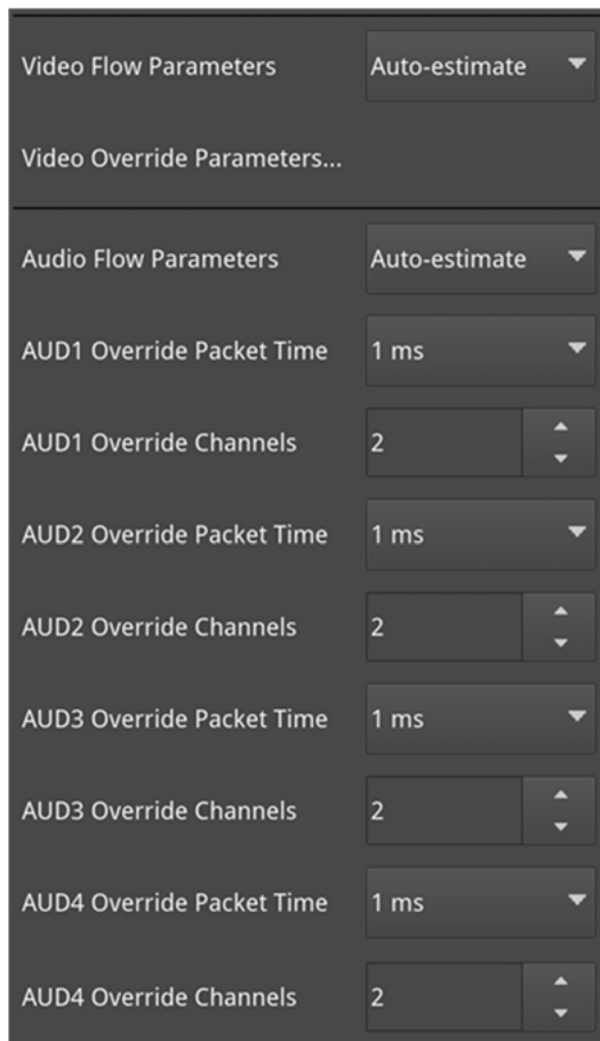 Video Flow Parameters Auto-estimate
Video Override Parameters...
Audio Flow Parameters Auto-estimate
AUD1 Override Packet Time 1 ms
AUD1 Override Channels 2
AUD2 Override Packet Time 1 ms
AUD2 Override Channels 2
AUD3 Override Packet Time 1 ms
AUD3 Override Channels 2
AUD4 Override Packet Time 1 ms
AUD4 Override Channels 2